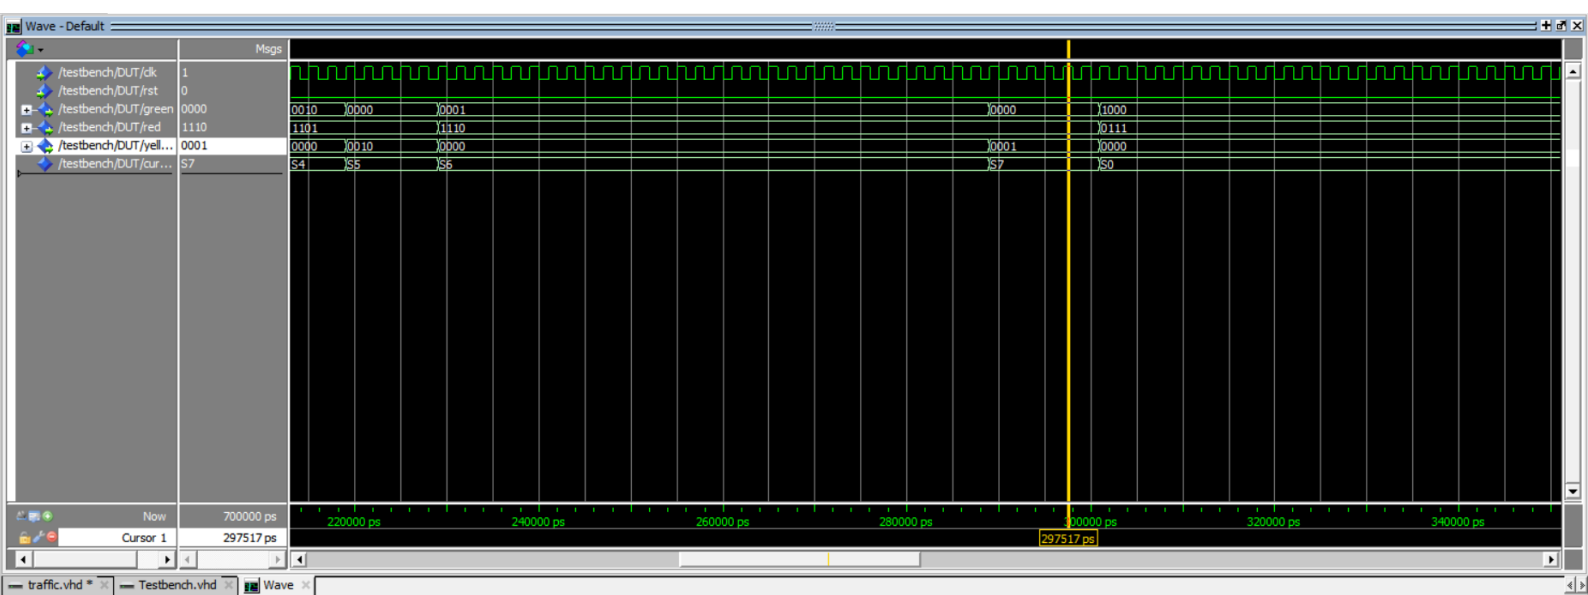 Wave - Default
Msgs
/testbench/DUT/clk 1
/testbench/DUT/rst 0
/testbench/DUT/green 0000 0010 0000 0001 0000 1000
/testbench/DUT/red 1110 1101 1110 0111
/testbench/DUT/yell... 0001 0000 0010 0000 0001 0000
/testbench/DUT/cur... S7 S4 S5 S6 S7 S0
Now 700000 ps 220000 ps 240000 ps 260000 ps 280000 ps 300000 ps 320000 ps 340000 ps
Cursor 1 297517 ps 297517 ps
traffic.vhd * Testbench.vhd Wave